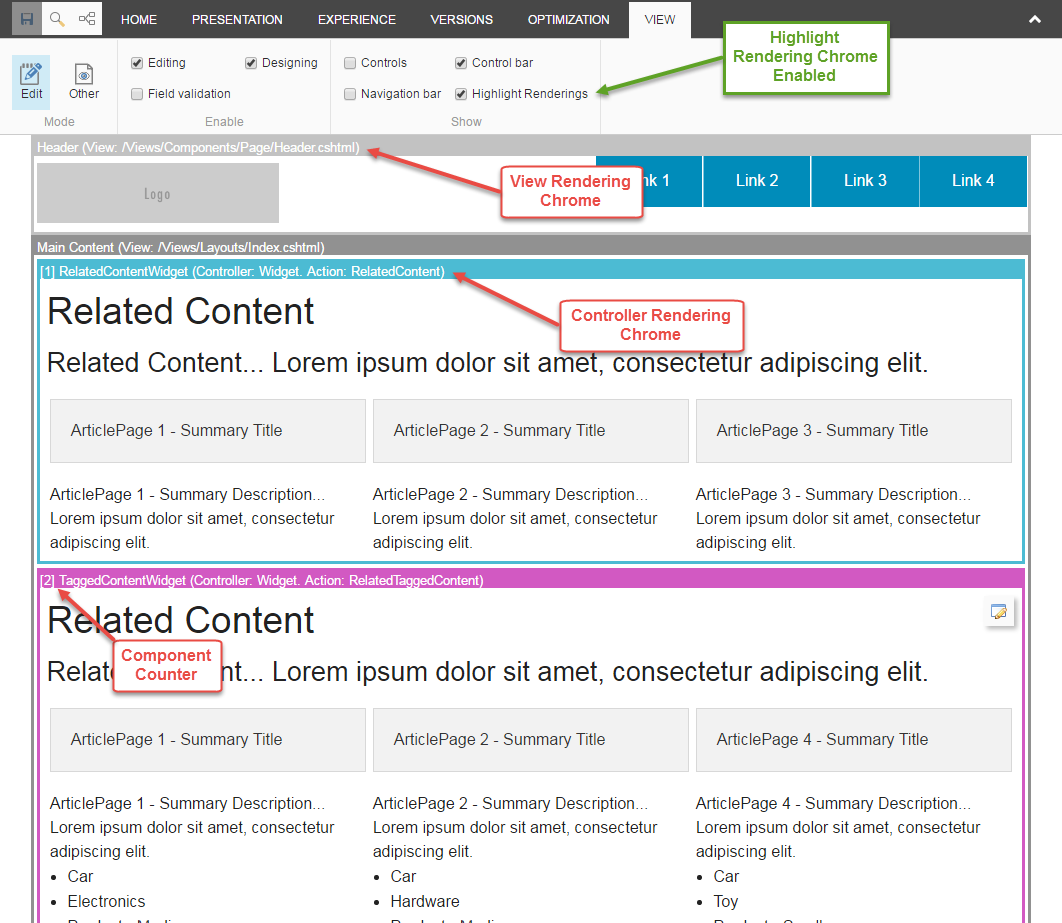 HOME PRESENTATION EXPERIENCE VERSIONS OPTIMIZATION VIEW
Highlight
Rendering Chrome
Enabled
Editing Designing Controls Control bar
Edit Other Field validation Navigation bar Highlight Renderings
Mode Enable Show
Header (View: /Views/Components/Page/Header.cshtml)
View Rendering
Chrome
Logo
nk 1 Link 2 Link 3 Link 4
Main Content (View: /Views/Layouts/Index.cshtml)
[1] RelatedContentWidget (Controller: Widget. Action: RelatedContent)
Related Content
Controller Rendering
Chrome
Related Content... Lorem ipsum dolor sit amet, consectetur adipiscing elit.
ArticlePage 1 - Summary Title ArticlePage 2 - Summary Title ArticlePage 3 - Summary Title
ArticlePage 1 - Summary Description... ArticlePage 2 - Summary Description... ArticlePage 3 - Summary Description...
Lorem ipsum dolor sit amet, consectetur Lorem ipsum dolor sit amet, consectetur Lorem ipsum dolor sit amet, consectetur
adipiscing elit. adipiscing elit. adipiscing elit.
[2] TaggedContentWidget (Controller: Widget. Action: RelatedTaggedContent)
Related Content
Component
Counter
Relat nt... Lorem ipsum dolor sit amet, consectetur adipiscing elit.
ArticlePage 1 - Summary Title ArticlePage 2 - Summary Title ArticlePage 4 - Summary Title
ArticlePage 1 - Summary Description... ArticlePage 2 - Summary Description... ArticlePage 4 - Summary Description...
Lorem ipsum dolor sit amet, consectetur Lorem ipsum dolor sit amet, consectetur Lorem ipsum dolor sit amet, consectetur
adipiscing elit. adipiscing elit. adipiscing elit.
• Car • Car • Car
• Electronics • Hardware • Toy